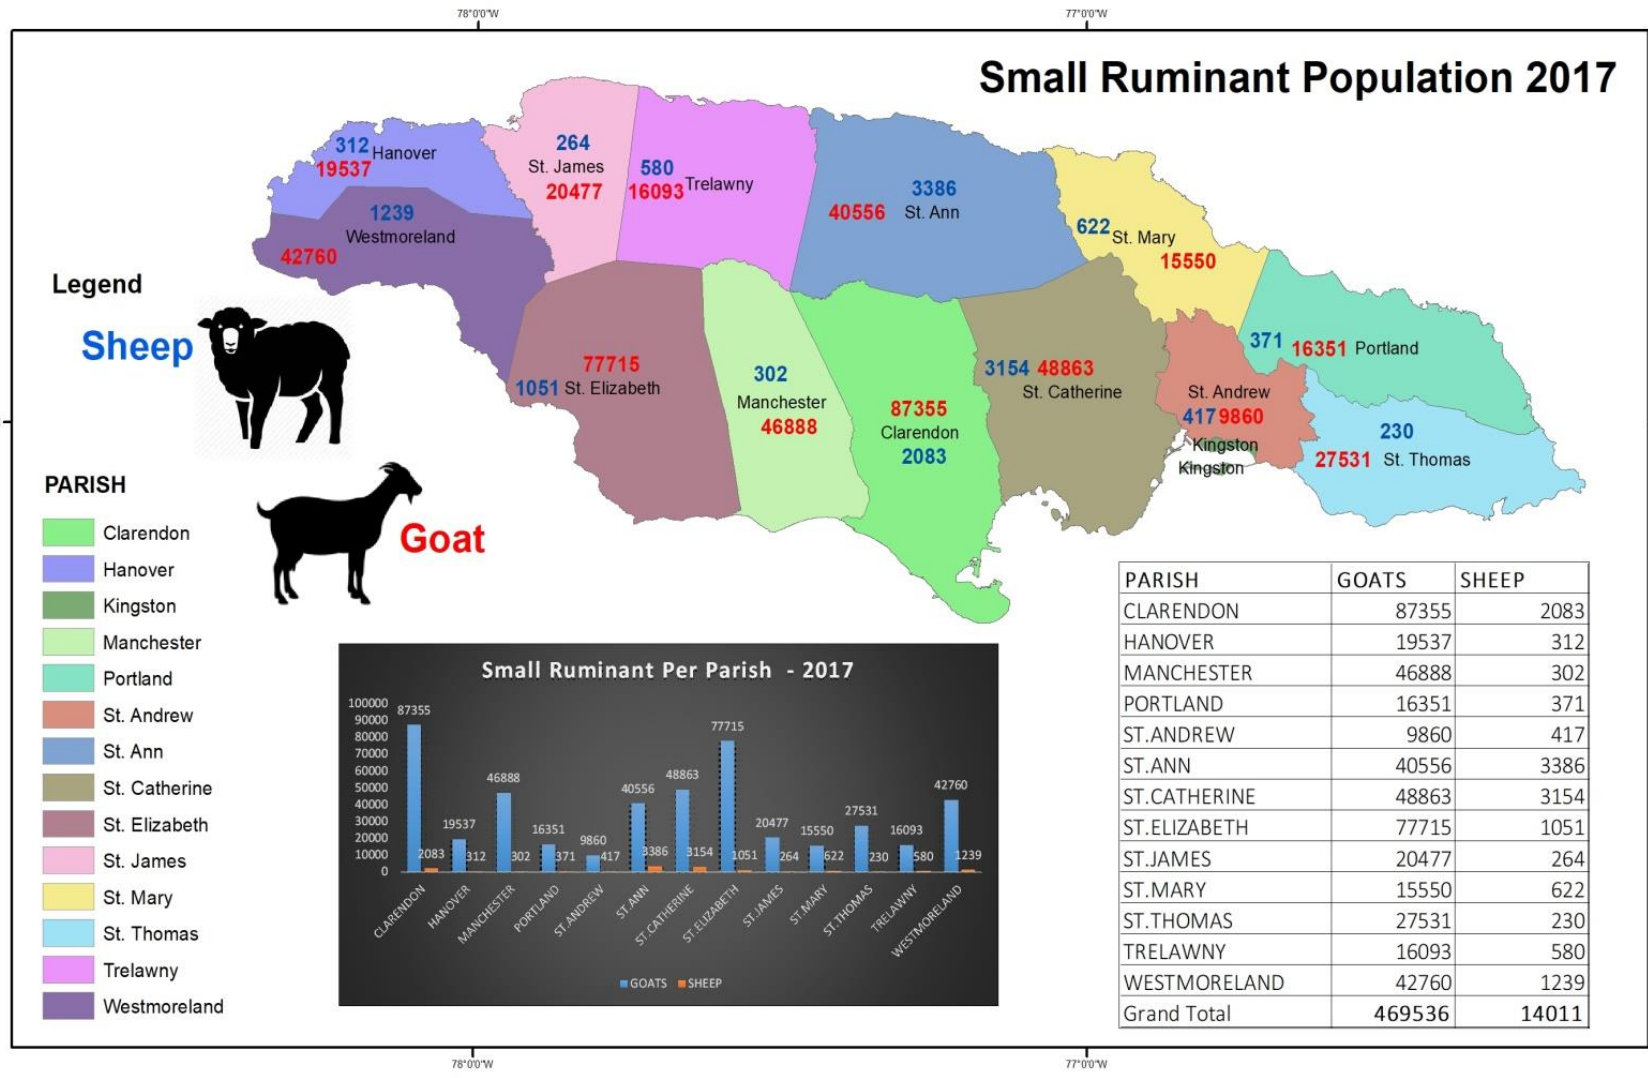 78°0'0"W
77°0'0"W
Small Ruminant Population 2017
312
Hanover
19537
264
St. James
20477
580
16093
Trelawny
3386
40556
St. Ann
622
St. Mary
15550
1239
Westmoreland
42760
77715
1051
St. Elizabeth
302
Manchester
46888
87355
Clarendon
2083
3154
48863
St. Catherine
St. Andrew
417
9860
Kingston
Kingston
371
16351
Portland
230
27531
St. Thomas
Legend
Sheep
Goat
PARISH
Clarendon
Hanover
Kingston
Manchester
Portland
St. Andrew
St. Ann
St. Catherine
St. Elizabeth
St. James
St. Mary
St. Thomas
Trelawny
Westmoreland
Small Ruminant Per Parish - 2017
100000
90000
80000
70000
60000
50000
40000
30000
20000
10000
0
87355
2083
19537
312
46888
302
16351
371
9860
417
40556
3386
48863
3154
77715
1051
20477
264
15550
622
27531
230
16093
580
42760
1239
CLARENDON
HANOVER
MANCHESTER
PORTLAND
ST.ANDREW
ST.ANN
ST.CATHERINE
ST.ELIZABETH
ST.JAMES
ST.MARY
ST.THOMAS
TRELAWNY
WESTMORELAND
GOATS SHEEP
PARISH GOATS SHEEP
CLARENDON 87355 2083
HANOVER 19537 312
MANCHESTER 46888 302
PORTLAND 16351 371
ST.ANDREW 9860 417
ST.ANN 40556 3386
ST.CATHERINE 48863 3154
ST.ELIZABETH 77715 1051
ST.JAMES 20477 264
ST.MARY 15550 622
ST.THOMAS 27531 230
TRELAWNY 16093 580
WESTMORELAND 42760 1239
Grand Total 469536 14011
78°0'0"W
77°0'0"W